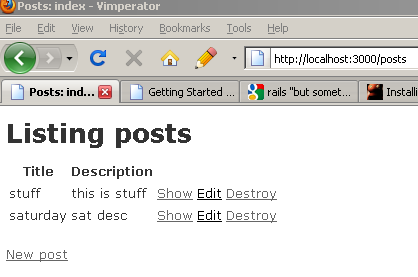 Posts: index - Vimperator
File Edit View History Bookmarks Tools Help
http://localhost:3000/posts
Posts: ind... Getting Started ... rails "but somet... Installi
Listing posts
Title Description
stuff this is stuff Show Edit Destroy
saturday sat desc Show Edit Destroy
New post